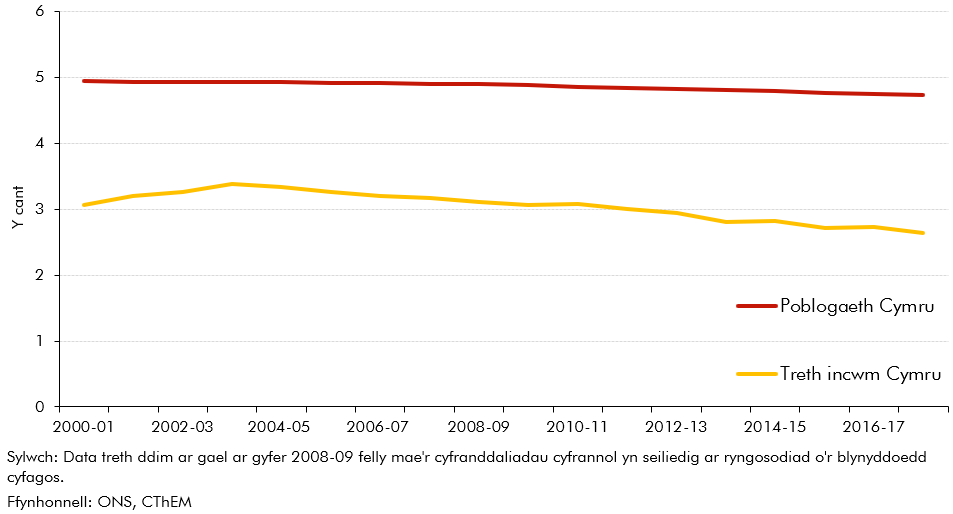 6
5
4
3
2
1
0
Y cant
Poblogaeth Cymru
Treth incwm Cymru
2000-01 2002-03 2004-05 2006-07 2008-09 2010-11 2012-13 2014-15 2016-17
Sylwch: Data treth ddim ar gael ar gyfer 2008-09 felly mae'r cyfranddaliadau cyfrannol yn seiliedig ar ryngosodiad o'r blynyddoedd
cyfagos.
Ffynhonnell: ONS, CThEM